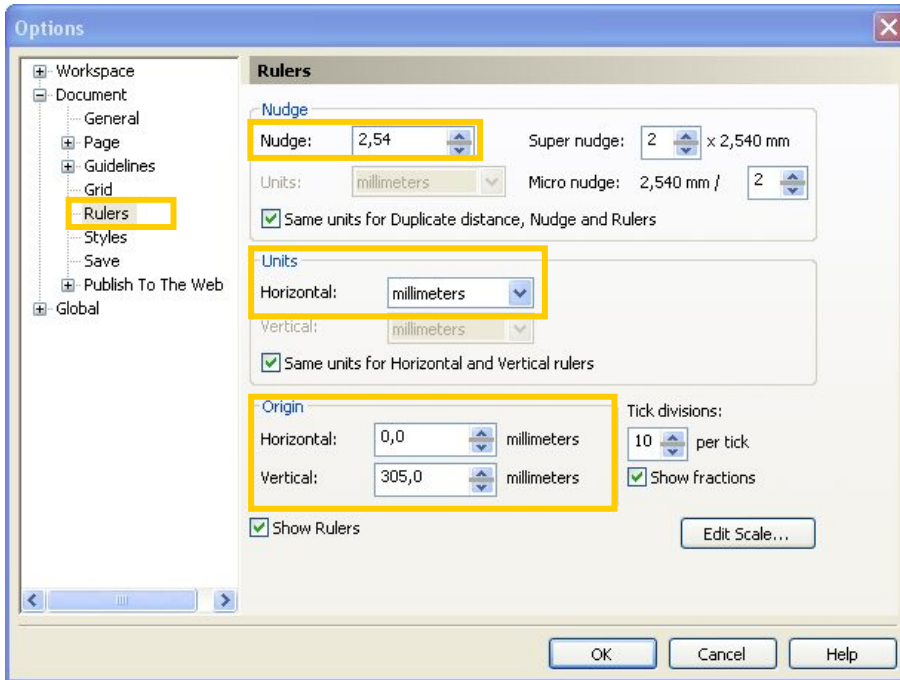 Options
Workspace
Document
General
Page
Guidelines
Grid
Rulers
Styles
Save
Publish To The Web
Global
Rulers
Nudge
Nudge: 2,54 Super nudge: 2 x 2,540 mm
Units: millimeters Micro nudge: 2,540 mm / 2
Same units for Duplicate distance, Nudge and Rulers
Units
Horizontal: millimeters
Vertical: millimeters
Same units for Horizontal and Vertical rulers
Origin
Horizontal: 0,0 millimeters
Vertical: 305,0 millimeters
Tick divisions:
10 per tick
Show fractions
Show Rulers
Edit Scale...
OK Cancel Help